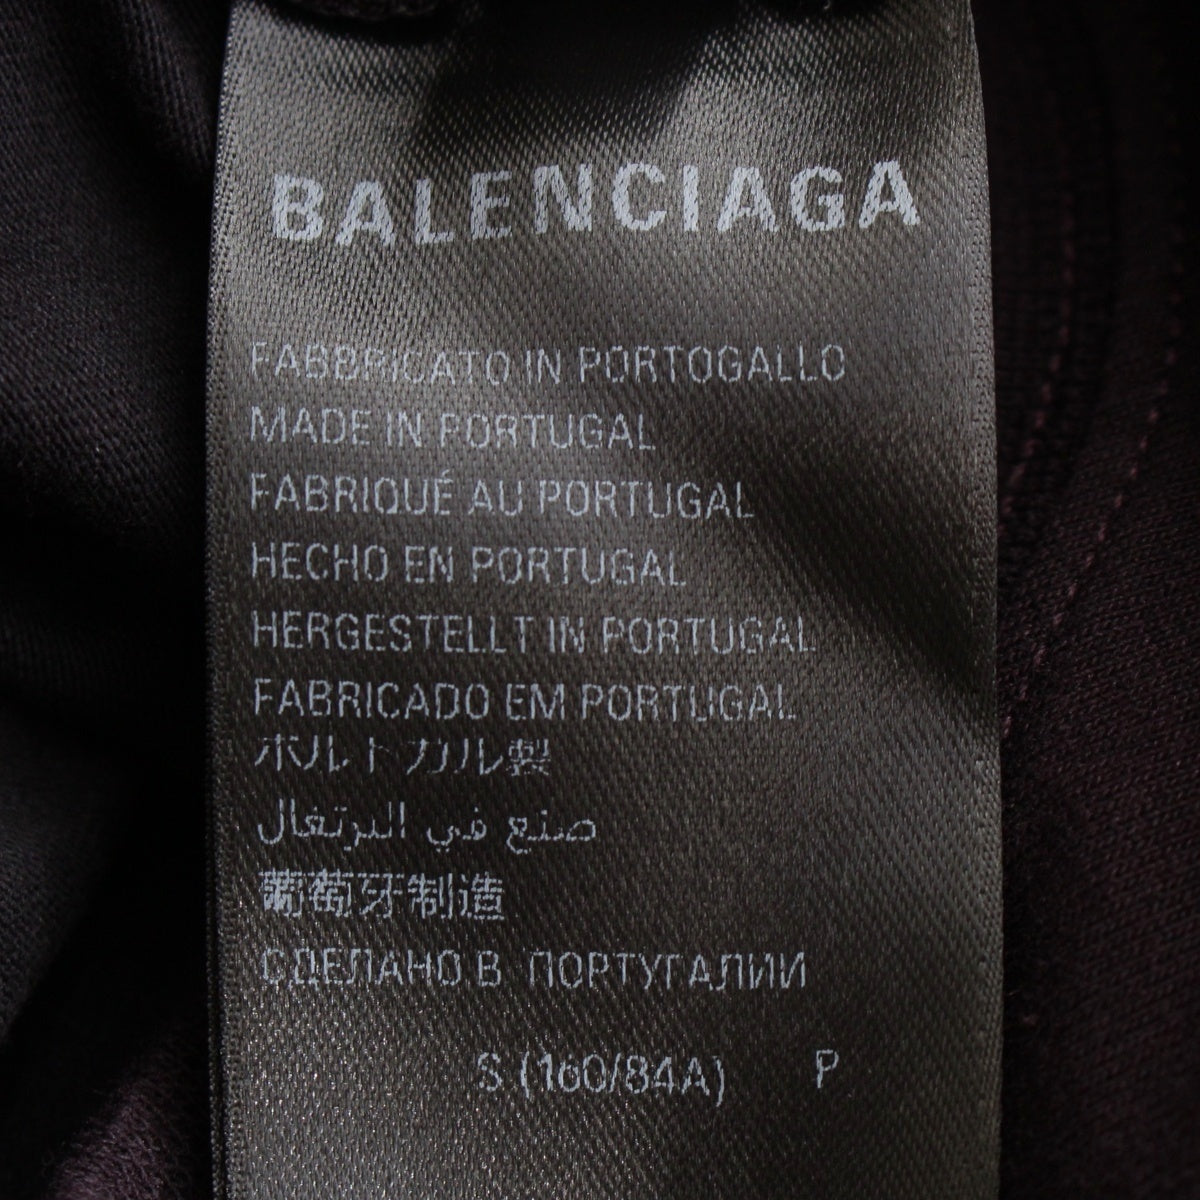 BALENCIAGA
FABBRICATO IN PORTOGALLO
MADE IN PORTUGAL
FABRIQUÉ AU PORTUGAL
HECHO EN PORTUGAL
HERGESTELLT IN PORTUGAL
FABRICADO EM PORTUGAL
ポルトガル製
صنع في البرتغال
葡萄牙制造
СДЕЛАНО В ПОРТУГАЛИИ
S (160/84A) P